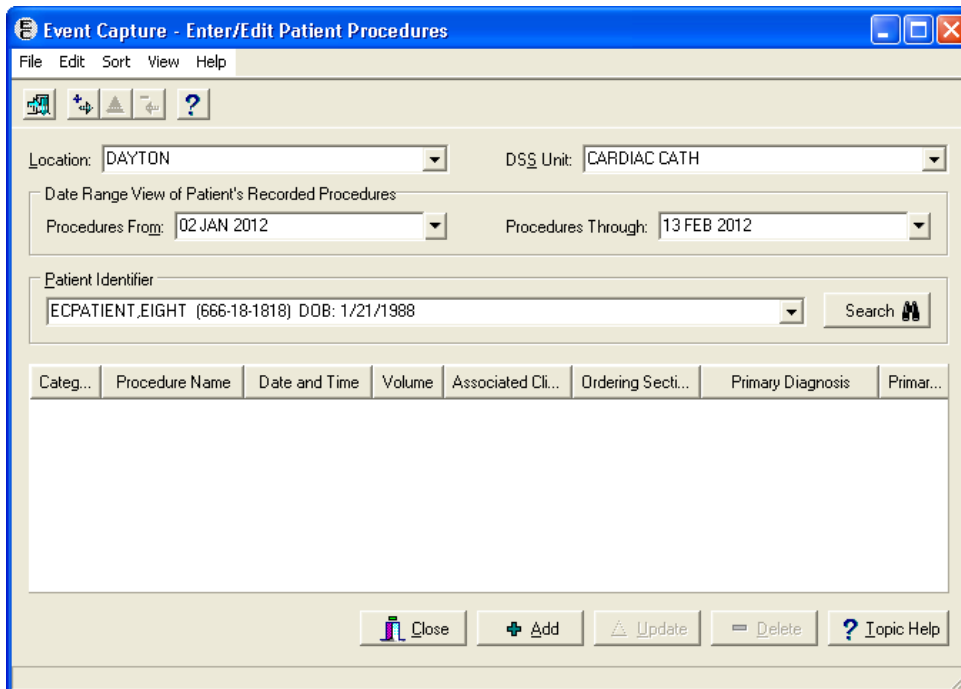 Event Capture - Enter/Edit Patient Procedures
File Edit Sort View Help
?
Location: DAYTON DSS Unit: CARDIAC CATH
Date Range View of Patient's Recorded Procedures
Procedures From: 02 JAN 2012 Procedures Through: 13 FEB 2012
Patient Identifier
ECPATIENT,EIGHT (666-18-1818) DOB: 1/21/1988 Search
Categ... Procedure Name Date and Time Volume Associated Cli... Ordering Secti... Primary Diagnosis Primar...
Close Add Update Delete ? Topic Help